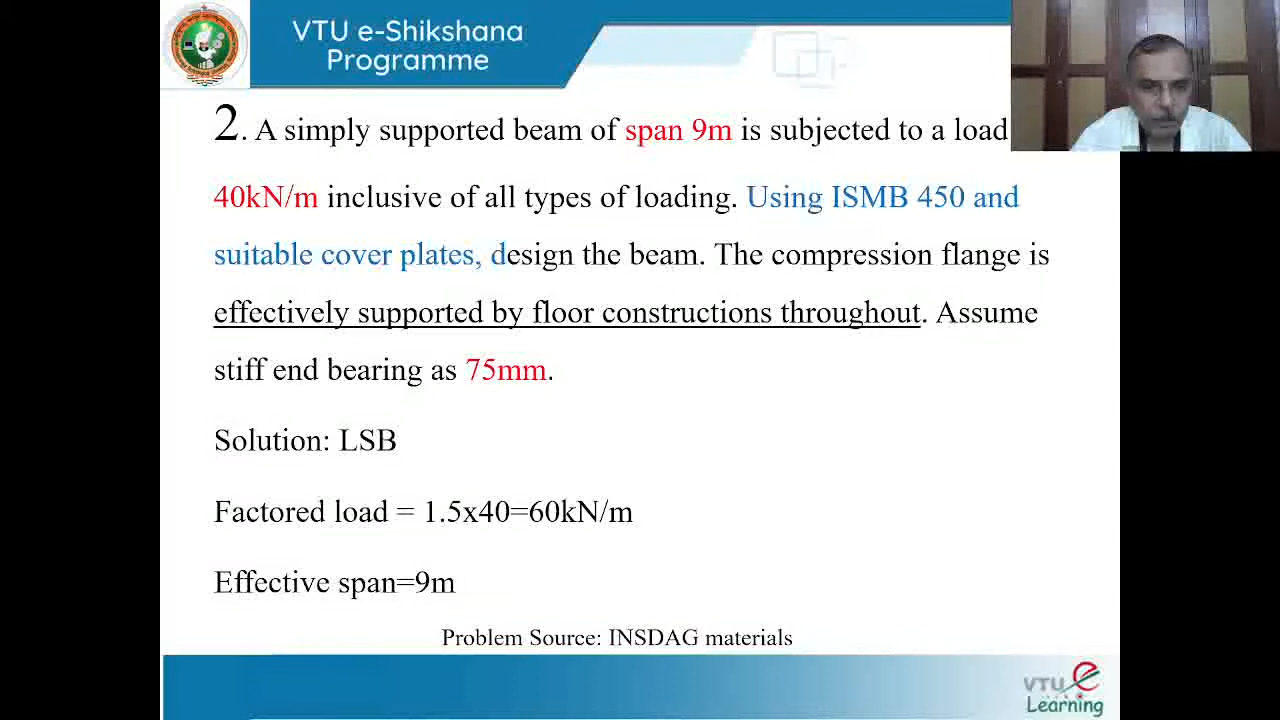 VTU e-Shikshana
Programme
2. A simply supported beam of span 9m is subjected to a load
40kN/m inclusive of all types of loading. Using ISMB 450 and
suitable cover plates, design the beam. The compression flange is
effectively supported by floor constructions throughout. Assume
stiff end bearing as 75mm.
Solution: LSB
Factored load = 1.5x40=60kN/m
Effective span=9m
Problem Source: INSDAG materials
VTU e
Learning